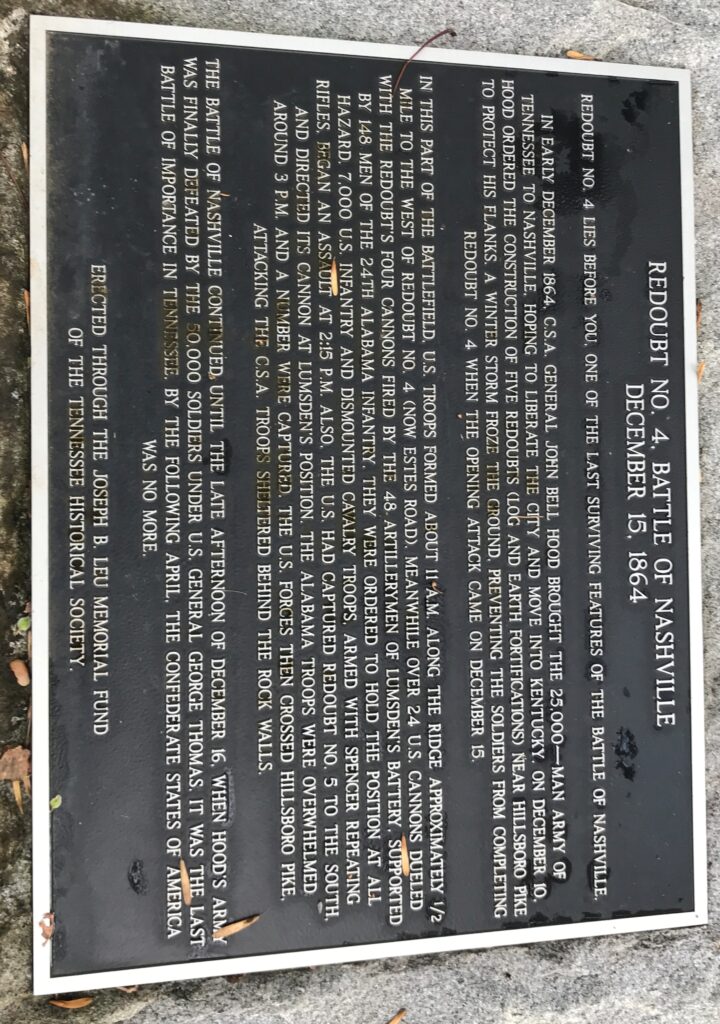 REDOUBT NO. 4, BATTLE OF NASHVILLE
DECEMBER 15, 1864
REDOUBT NO. 4 LIES BEFORE YOU, ONE OF THE LAST SURVIVING FEATURES OF THE BATTLE OF NASHVILLE.
IN EARLY DECEMBER 1864, C.S.A. GENERAL JOHN BELL HOOD BROUGHT THE 25,000—MAN ARMY OF
TENNESSEE TO NASHVILLE, HOPING TO LIBERATE THE CITY AND MOVE INTO KENTUCKY. ON DECEMBER 10,
HOOD ORDERED THE CONSTRUCTION OF FIVE REDOUBTS (LOG AND EARTH FORTIFICATIONS) NEAR HILLSBORO PIKE
TO PROTECT HIS FLANKS. A WINTER STORM FROZE THE GROUND, PREVENTING THE SOLDIERS FROM COMPLETING
REDOUBT NO. 4 WHEN THE OPENING ATTACK CAME ON DECEMBER 15.
IN THIS PART OF THE BATTLEFIELD, U.S. TROOPS FORMED ABOUT 11 A.M. ALONG THE RIDGE APPROXIMATELY 1/2
MILE TO THE WEST OF REDOUBT NO. 4 (NOW ESTES ROAD). MEANWHILE OVER 24 U.S. CANNONS DUELED
WITH THE REDOUBT'S FOUR CANNONS FIRED BY THE 48 ARTILLERYMEN OF LUMSDEN'S BATTERY, SUPPORTED
BY 148 MEN OF THE 24TH ALABAMA INFANTRY. THEY WERE ORDERED TO HOLD THE POSITION AT ALL
HAZARD. 7,000 U.S. INFANTRY AND DISMOUNTED CAVALRY TROOPS, ARMED WITH SPENCER REPEATING
RIFLES, BEGAN AN ASSAULT AT 2:15 P.M. ALSO, THE U.S. HAD CAPTURED REDOUBT NO. 5 TO THE SOUTH,
AND DIRECTED ITS CANNON AT LUMSDEN'S POSITION. THE ALABAMA TROOPS WERE OVERWHELMED
AROUND 3 P.M. AND A NUMBER WERE CAPTURED. THE U.S. FORCES THEN CROSSED HILLSBORO PIKE,
ATTACKING THE C.S.A. TROOPS SHELTERED BEHIND THE ROCK WALLS.
THE BATTLE OF NASHVILLE CONTINUED, UNTIL THE LATE AFTERNOON OF DECEMBER 16, WHEN HOOD'S ARMY
WAS FINALLY DEFEATED BY THE 50,000 SOLDIERS UNDER U.S. GENERAL GEORGE THOMAS. IT WAS THE LAST
BATTLE OF IMPORTANCE IN TENNESSEE. BY THE FOLLOWING APRIL, THE CONFEDERATE STATES OF AMERICA
WAS NO MORE.
ERECTED THROUGH THE JOSEPH B. LEU MEMORIAL FUND
OF THE TENNESSEE HISTORICAL SOCIETY.